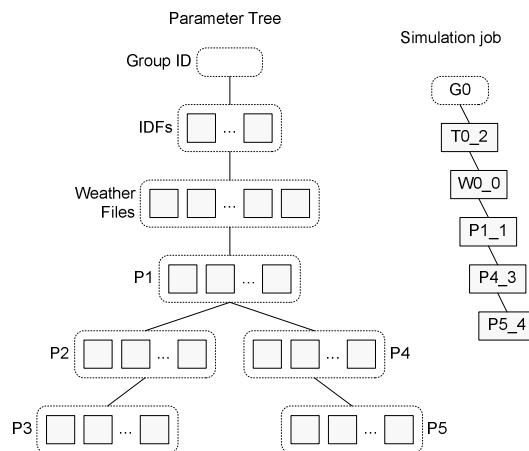 Parameter Tree
Simulation job
Group ID
G0
IDFs
...
T0_2
Weather
Files
...
W0_0
P1
...
P1_1
P4_3
P2
...
...
P4
P5_4
P3
...
...
P5